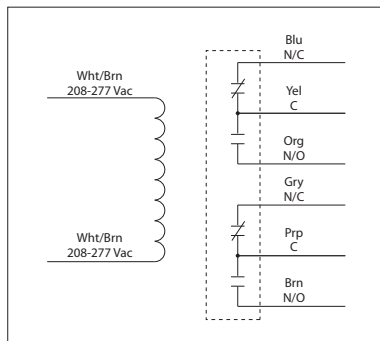 Wht/Brn
208-277 Vac
Wht/Brn
208-277 Vac
Blu
N/C
Yel
C
Org
N/O
Gry
N/C
Prp
C
Brn
N/O